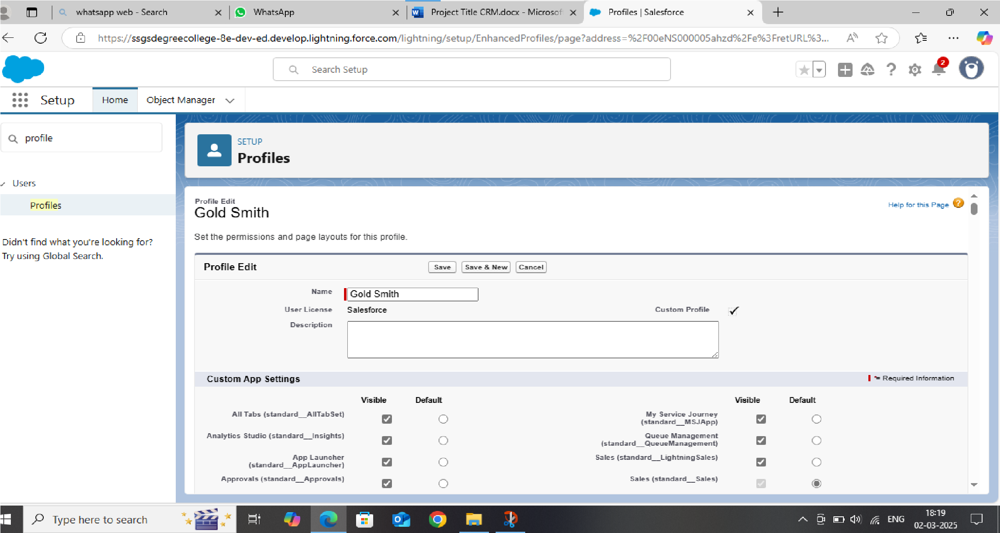 whatsapp web - Search
WhatsApp
Project Title CRM.docx - Microsof
Profiles | Salesforce
https://ssgsdegreecollege-8e-dev-ed.develop.lightning.force.com/lightning/setup/EnhancedProfiles/page?address=%2F00eNS000005ahzd%2Fe%3FretURL%3...
Search Setup
2
Setup
Home
Object Manager
profile
SETUP
Profiles
Users
Profiles
Didn't find what you're looking for?
Try using Global Search.
Profile Edit
Gold Smith
Help for this Page
Set the permissions and page layouts for this profile.
Profile Edit
Save
Save & New
Cancel
Name
Gold Smith
User License
Salesforce
Custom Profile
Description
Custom App Settings
= Required Information
Visible
Default
Visible
Default
All Tabs (standard__AllTabSet)
My Service Journey
(standard__MSJApp)
Analytics Studio (standard__Insights)
Queue Management
(standard__QueueManagement)
App Launcher
(standard__AppLauncher)
Sales (standard__LightningSales)
Approvals (standard__Approvals)
Sales (standard__Sales)
Type here to search
ENG
18:19
02-03-2025